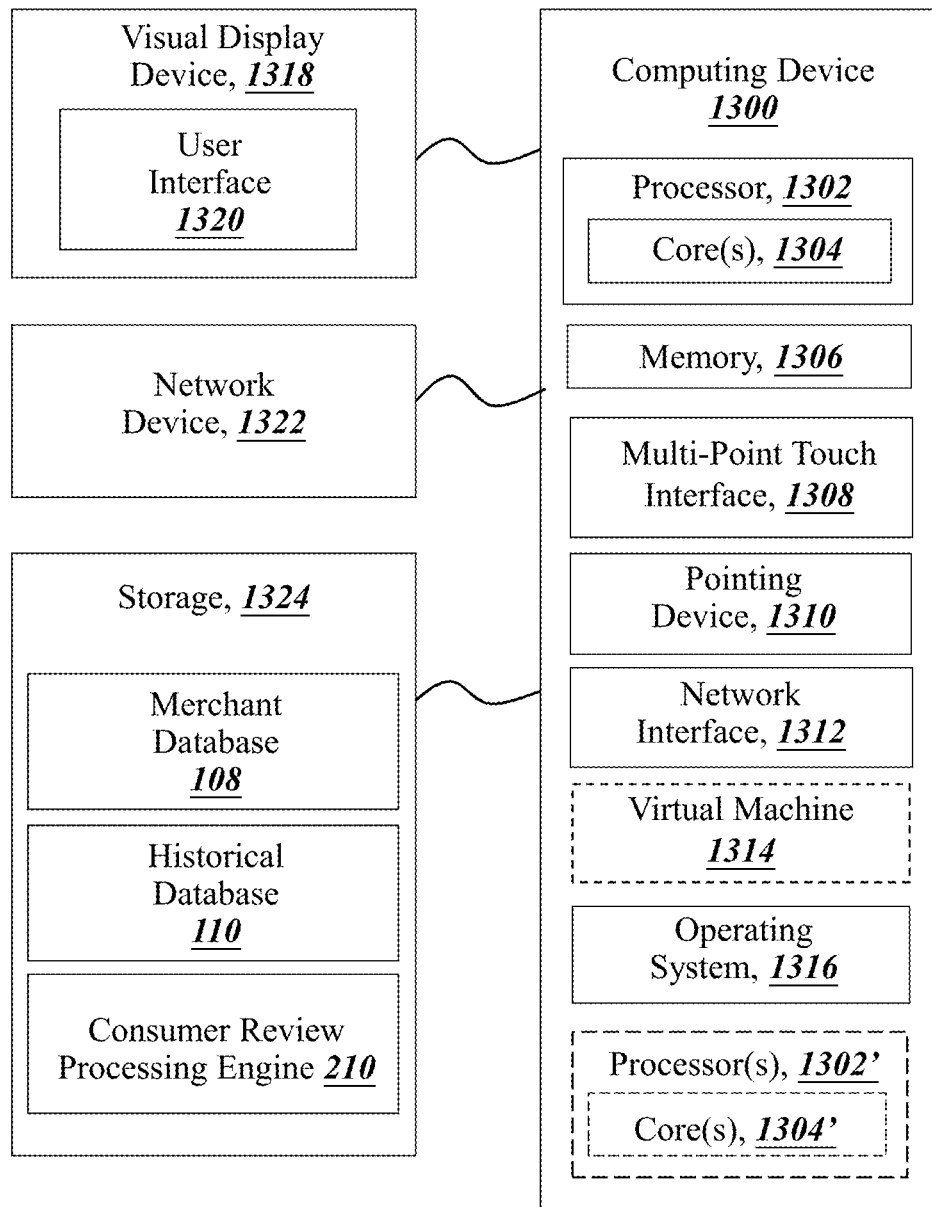 Visual Display
Device, 1318
User
Interface
1320
Network
Device, 1322
Storage, 1324
Merchant
Database
108
Historical
Database
110
Consumer Review
Processing Engine 210
Computing Device
1300
Processor, 1302
Core(s), 1304
Memory, 1306
Multi-Point Touch
Interface, 1308
Pointing
Device, 1310
Network
Interface, 1312
Virtual Machine
1314
Operating
System, 1316
Processor(s), 1302’
Core(s), 1304’